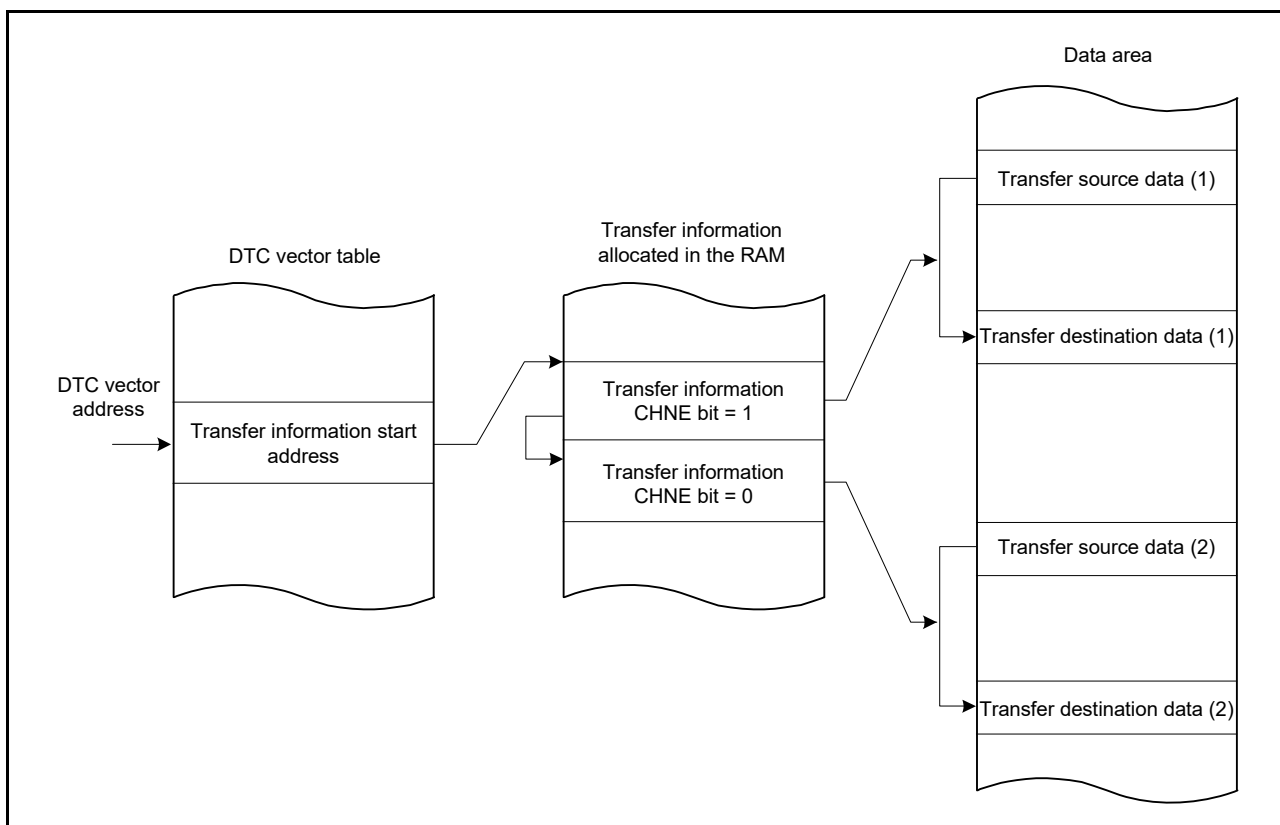 Data area
Transfer source data (1)
Transfer information
allocated in the RAM
DTC vector table
Transfer destination data (1)
DTC vector
address
Transfer information
CHNE bit = 1
Transfer information start
address
Transfer information
CHNE bit = 0
Transfer source data (2)
Transfer destination data (2)